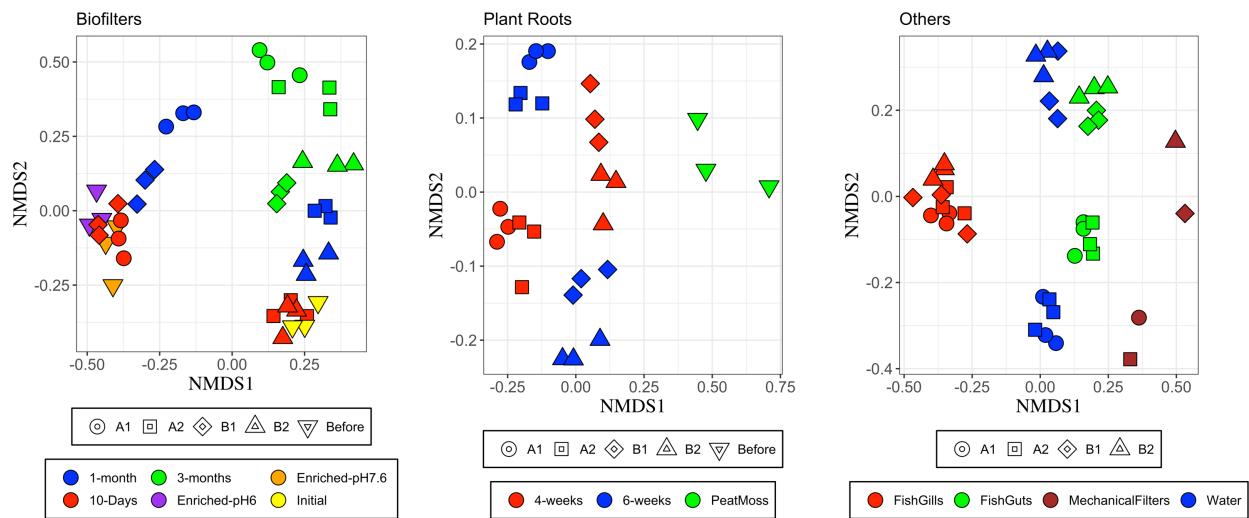 Biofilters
0.50
0.25
0.00
-0.25
NMDS2
-0.50
-0.25
0.00
0.25
NMDS1
A1
A2
B1
B2
Before
1-month
3-months
Enriched-pH7.6
10-Days
Enriched-pH6
Initial
Plant Roots
0.2
0.1
0.0
-0.1
-0.2
NMDS2
-0.25
0.00
0.25
0.50
0.75
NMDS1
A1
A2
B1
B2
Before
4-weeks
6-weeks
PeatMoss
Others
0.2
0.0
-0.2
-0.4
NMDS2
-0.50
-0.25
0.00
0.25
0.50
NMDS1
A1
A2
B1
B2
FishGills
FishGuts
MechanicalFilters
Water